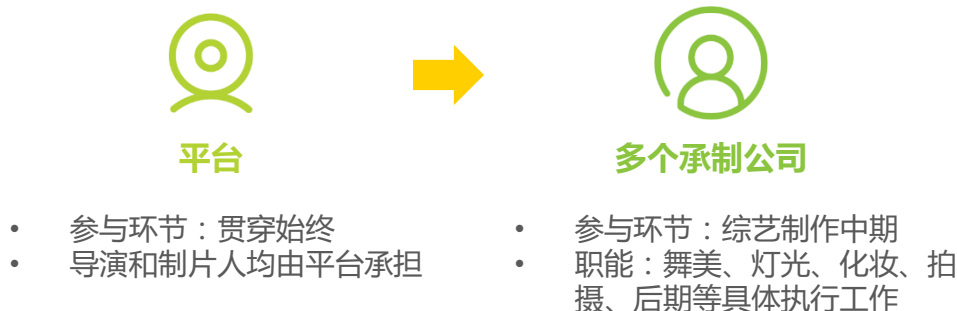 平台
• 参与环节：贯穿始终
• 导演和制片人均由平台承担
多个承制公司
• 参与环节：综艺制作中期
• 职能：舞美、灯光、化妆、拍
摄、后期等具体执行工作